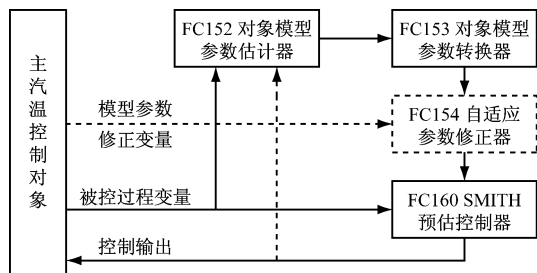 主汽温控制对象
FC152 对象模型
参数估计器
FC153 对象模型
参数转换器
模型参数
修正变量
FC154 自适应
参数修正器
被控过程变量
FC160 SMITH
预估控制器
控制输出